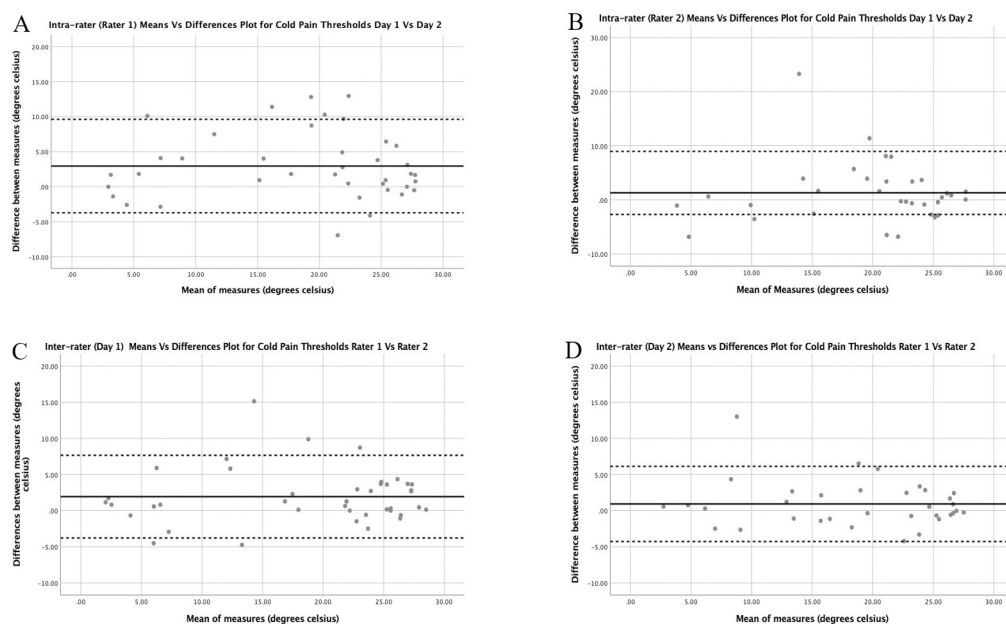 A
Intra-rater (Rater 1) Means Vs Differences Plot for Cold Pain Thresholds Day 1 Vs Day 2
Difference between measures (degrees celsius)
20.00
15.00
10.00
5.00
.00
-5.00
-10.00
.00 5.00 10.00 15.00 20.00 25.00 30.00
Mean of measures (degrees celsius)
B
Intra-rater (Rater 2) Means Vs Differences Plot for Cold Pain Thresholds Day 1 Vs Day 2
Difference between measures (degrees celsius)
30.00
20.00
10.00
.00
-10.00
.00 5.00 10.00 15.00 20.00 25.00 30.00
Mean of Measures (degrees celsius)
C
Inter-rater (Day 1) Means Vs Differences Plot for Cold Pain Thresholds Rater 1 Vs Rater 2
Differences between measures (degrees
celsius)
20.00
15.00
10.00
5.00
.00
-5.00
-10.00
.00 5.00 10.00 15.00 20.00 25.00 30.00
Mean of measures (degrees celsius)
D
Inter-rater (Day 2) Means vs Differences Plot for Cold Pain Thresholds Rater 1 Vs Rater 2
Difference between measures (degrees celsius)
20.00
15.00
10.00
5.00
.00
-5.00
-10.00
.00 5.00 10.00 15.00 20.00 25.00 30.00
Mean of measures (degrees celsius)